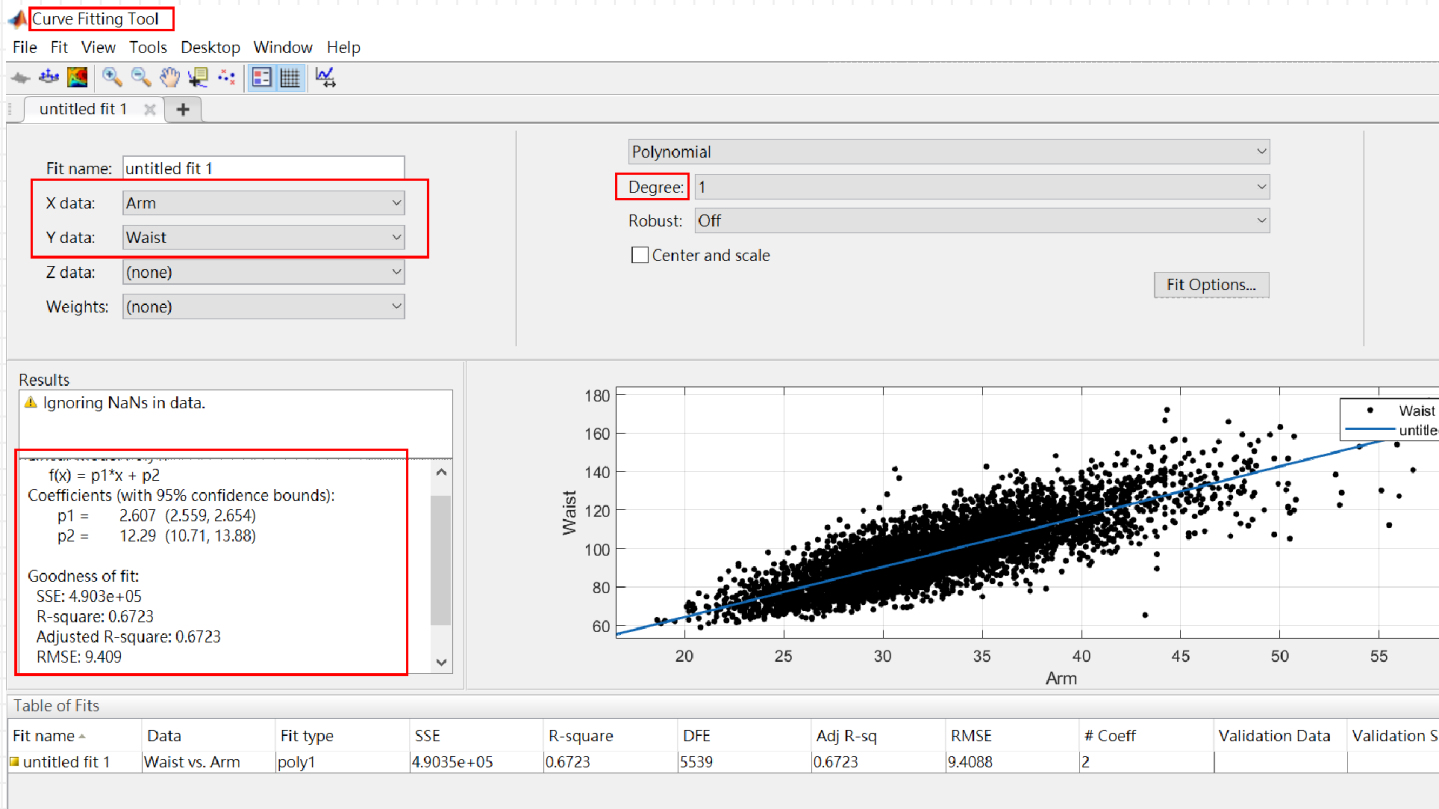 Curve Fitting Tool
File Fit View Tools Desktop Window Help
untitled fit 1
Fit name: untitled fit 1
X data: Arm
Y data: Waist
Z data: (none)
Weights: (none)
Polynomial
Degree: 1
Robust: Off
Center and scale
Fit Options...
Results
Ignoring NaNs in data.
f(x) = p1*x + p2
Coefficients (with 95% confidence bounds):
p1 = 2.607 (2.559, 2.654)
p2 = 12.29 (10.71, 13.88)
Goodness of fit:
SSE: 4.903e+05
R-square: 0.6723
Adjusted R-square: 0.6723
RMSE: 9.409
180
160
140
120
100
80
60
Waist
20 25 30 35 40 45 50 55
Arm
Waist
untitle
Table of Fits
Fit name Data Fit type SSE R-square DFE Adj R-sq RMSE # Coeff Validation Data Validation S
untitled fit 1 Waist vs. Arm poly1 4.9035e+05 0.6723 5539 0.6723 9.4088 2